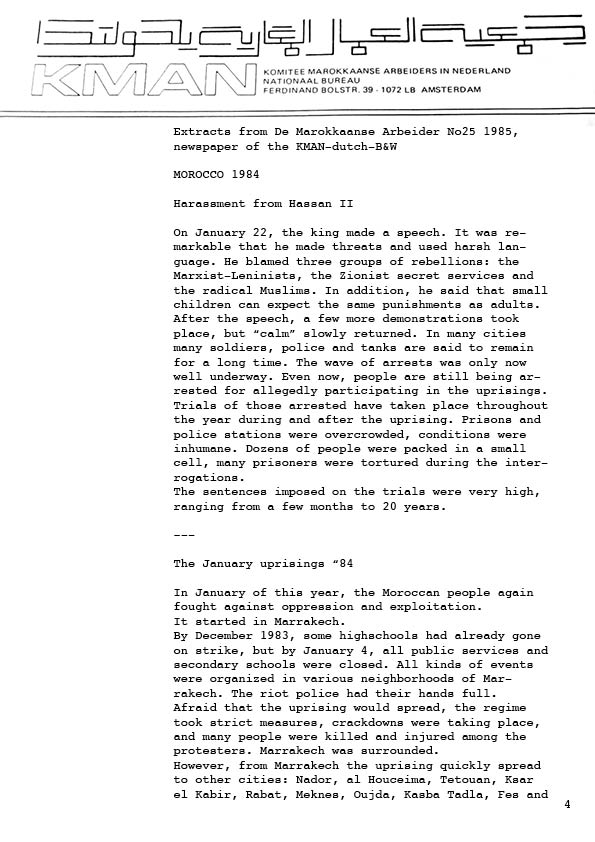 جمعية العمال المغاربة بهولندا
KMAN
KOMITEE MAROKKAANSE ARBEIDERS IN NEDERLAND
NATIONAAL BUREAU
FERDINAND BOLSTR. 39 - 1072 LB AMSTERDAM
Extracts from De Marokkaanse Arbeider No25 1985,
newspaper of the KMAN-dutch-B&W
MOROCCO 1984
Harassment from Hassan II
On January 22, the king made a speech. It was re-
markable that he made threats and used harsh lan-
guage. He blamed three groups of rebellions: the
Marxist-Leninists, the Zionist secret services and
the radical Muslims. In addition, he said that small
children can expect the same punishments as adults.
After the speech, a few more demonstrations took
place, but “calm” slowly returned. In many cities
many soldiers, police and tanks are said to remain
for a long time. The wave of arrests was only now
well underway. Even now, people are still being ar-
rested for allegedly participating in the uprisings.
Trials of those arrested have taken place throughout
the year during and after the uprising. Prisons and
police stations were overcrowded, conditions were
inhumane. Dozens of people were packed in a small
cell, many prisoners were tortured during the inter-
rogations.
The sentences imposed on the trials were very high,
ranging from a few months to 20 years.
---
The January uprisings “84
In January of this year, the Moroccan people again
fought against oppression and exploitation.
It started in Marrakech.
By December 1983, some highschools had already gone
on strike, but by January 4, all public services and
secondary schools were closed. All kinds of events
were organized in various neighborhoods of Mar-
rakech. The riot police had their hands full.
Afraid that the uprising would spread, the regime
took strict measures, crackdowns were taking place,
and many people were killed and injured among the
protesters. Marrakech was surrounded.
However, from Marrakech the uprising quickly spread
to other cities: Nador, al Houceima, Tetouan, Ksar
el Kabir, Rabat, Meknes, Oujda, Kasba Tadla, Fes and
4